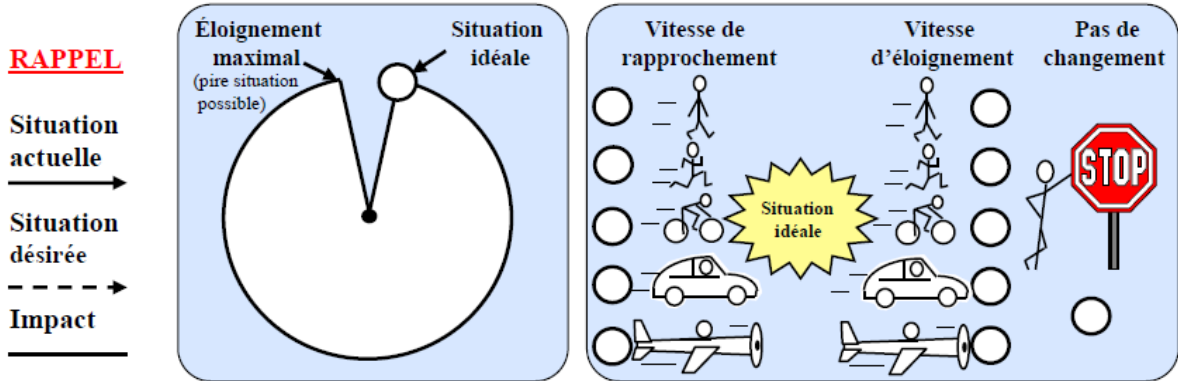 RAPPEL
Situation
actuelle
Situation
désirée
Impact
Éloignement
maximal
(pire situation
possible)
Situation
idéale
Vitesse de
rapprochement
Vitesse
d’éloignement
Pas de
changement
Situation
idéale
STOP